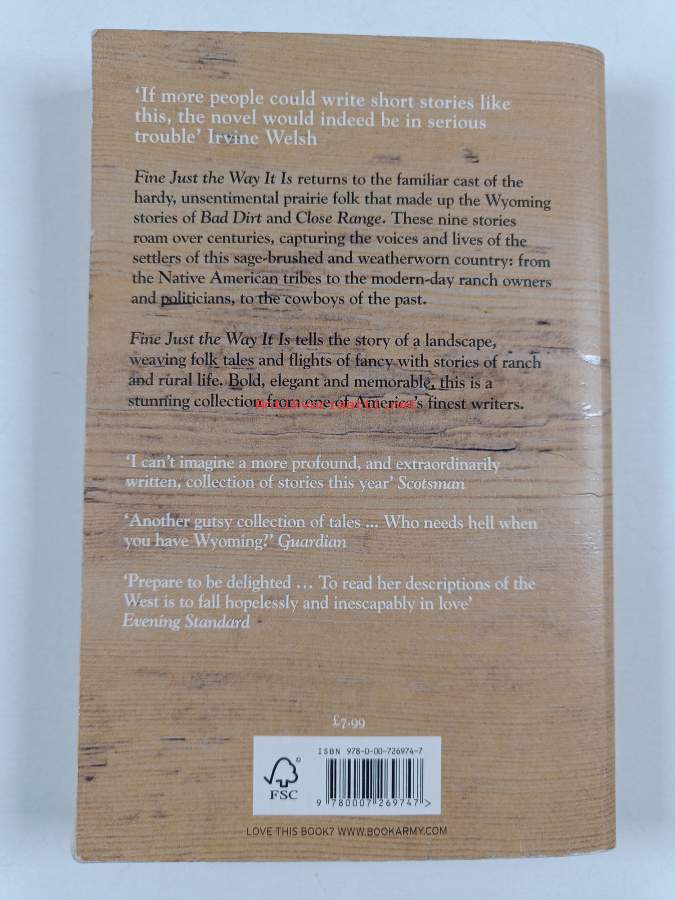 ‘If more people could write short stories like
this, the novel would indeed be in serious
trouble’ Irvine Welsh
Fine Just the Way It Is returns to the familiar cast of the
hardy, unsentimental prairie folk that made up the Wyoming
stories of Bad Dirt and Close Range. These nine stories
roam over centuries, capturing the voices and lives of the
settlers of this sage-brushed and weatherworn country: from
the Native American tribes to the modern-day ranch owners
and politicians, to the cowboys of the past.
Fine Just the Way It Is tells the story of a landscape,
weaving folk tales and flights of fancy with stories of ranch
and rural life. Bold, elegant and memorable, this is a
stunning collection from one of America’s finest writers.
‘I can’t imagine a more profound, and extraordinarily
written, collection of stories this year’ Scotsman
‘Another gutsy collection of tales ... Who needs hell when
you have Wyoming?’ Guardian
‘Prepare to be delighted ... To read her descriptions of the
West is to fall hopelessly and inescapably in love’
Evening Standard
£7.99
ISBN 978-0-00-726974-7
FSC
9 780007 269747 >
LOVE THIS BOOK? WWW.BOOKARMY.COM